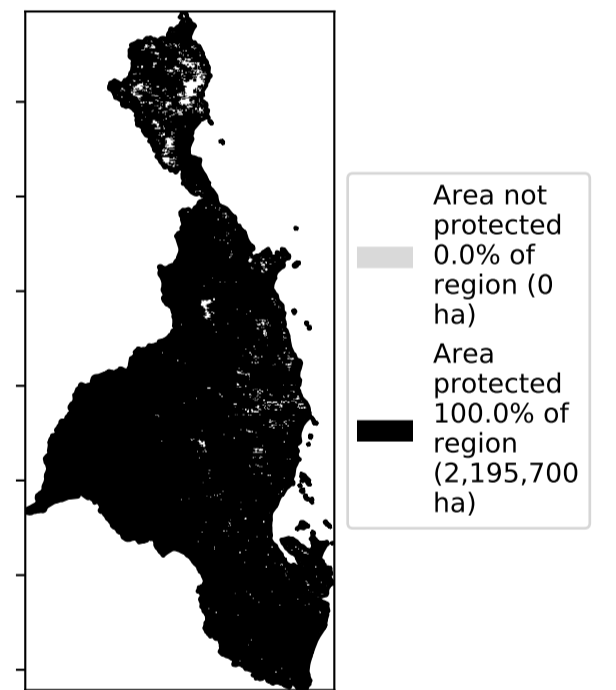 Area not
protected
0.0% of
region (0
ha)
Area
protected
100.0% of
region
(2,195,700
ha)